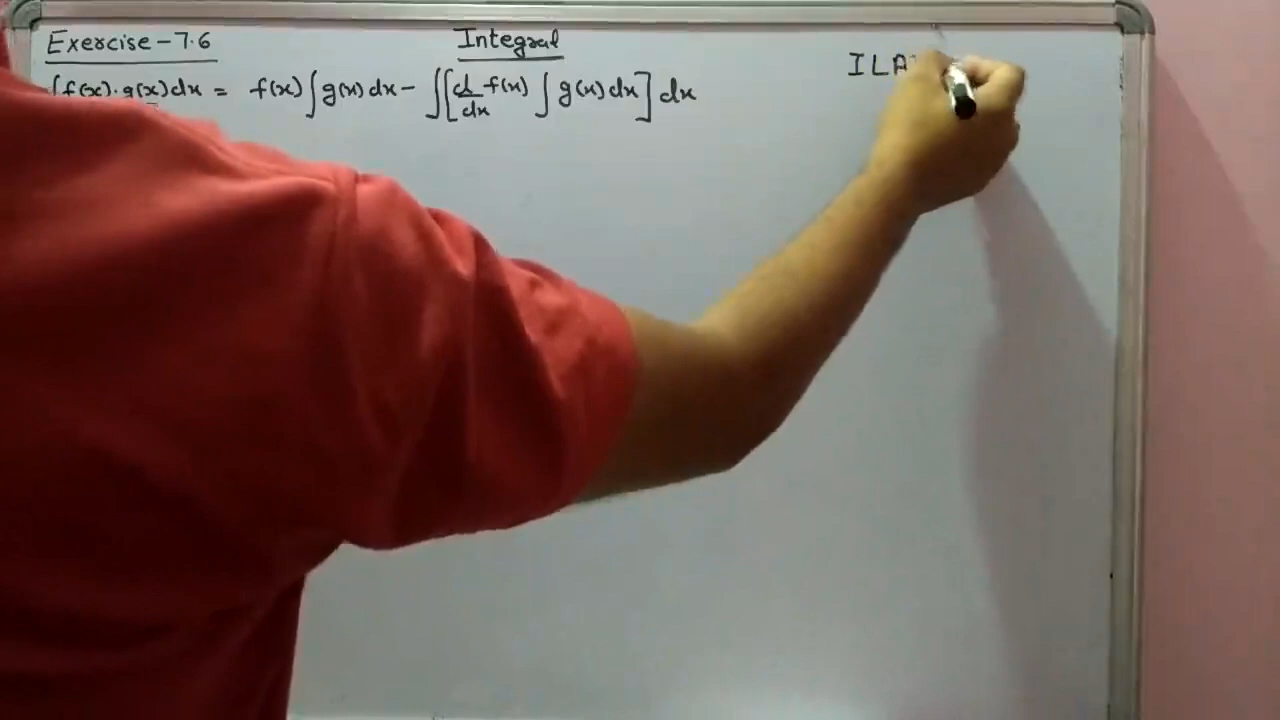 Exercise-7.6
Integral
ILA
∫f(x)·g(x)dx = f(x)∫g(x)dx - ∫[d/dx f(x) ∫g(x)dx]dx